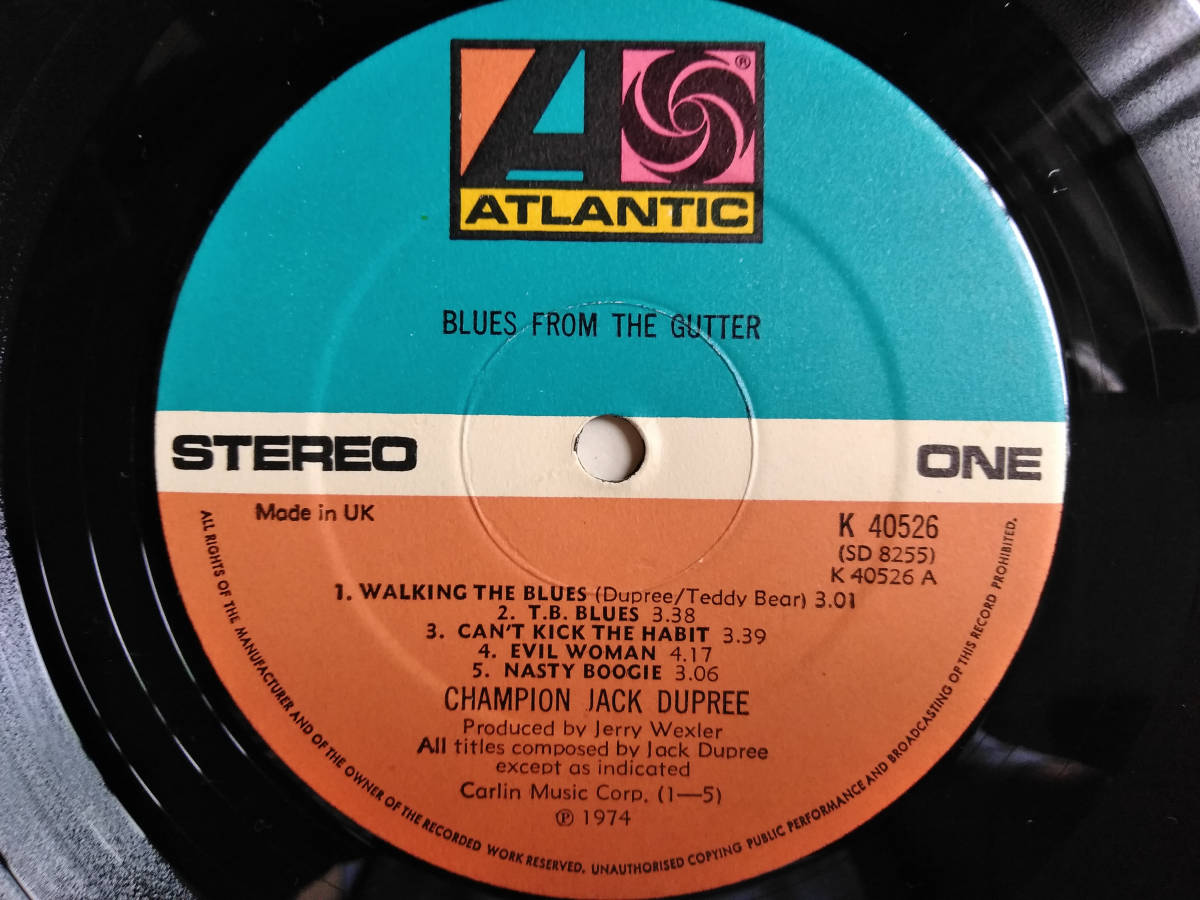 ®
ATLANTIC
BLUES FROM THE GUTTER
STEREO
ONE
Made in UK
K 40526
(SD 8255)
K 40526 A
1. WALKING THE BLUES (Dupree/Teddy Bear) 3.01
2. T.B. BLUES 3.38
3. CAN'T KICK THE HABIT 3.39
4. EVIL WOMAN 4.17
5. NASTY BOOGIE 3.06
CHAMPION JACK DUPREE
Produced by Jerry Wexler
All titles composed by Jack Dupree
except as indicated
Carlin Music Corp. (1—5)
℗ 1974
ALL RIGHTS OF THE MANUFACTURER AND OF THE OWNER OF THE RECORDED WORK RESERVED. UNAUTHORISED COPYING PUBLIC PERFORMANCE AND BROADCASTING OF THIS RECORD PROHIBITED.